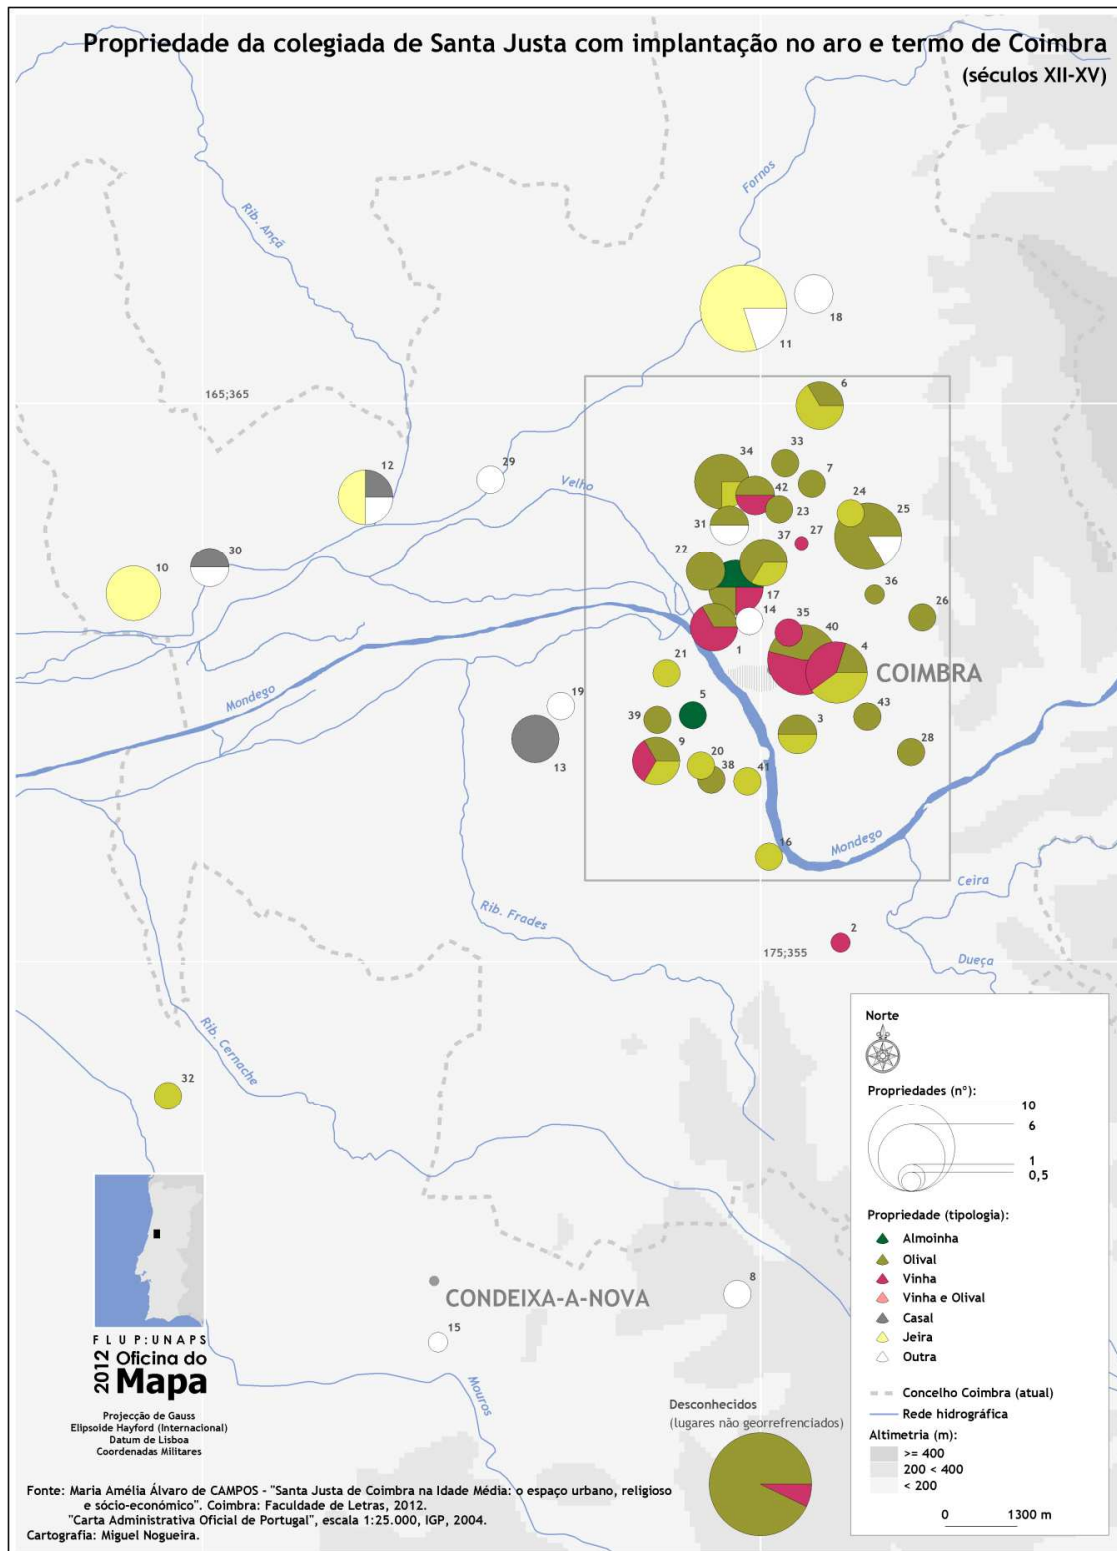 Propriedade da colegiada de Santa Justa com implantação no aro e termo de Coimbra
(séculos XII-XV)
Fornos
Rib. Ançã
18
11
165;365
6
33
34
12
29
7
42
24
Velho
23
25
31
27
37
30
22
10
36
17
26
14
35
40
1
4
21
COIMBRA
19
5
43
39
3
Mondego
28
9
20
13
38
41
Mondego
16
Ceira
Rib. Frades
2
175;355
Dueça
Rib. Cernache
32
8
CONDEIXA-A-NOVA
15
Mouros
Norte
Propriedades (nº):
10
6
1
0,5
Propriedade (tipologia):
Almoinha
Olival
Vinha
Vinha e Olival
Casal
Jeira
Outra
Concelho Coimbra (atual)
Rede hidrográfica
Altimetria (m):
>= 400
200 < 400
< 200
0 1300 m
Desconhecidos
(lugares não georrefrenciados)
FLUP:UNAPS
2012 Oficina do
Mapa
Projecção de Gauss
Elipsoide Hayford (Internacional)
Datum de Lisboa
Coordenadas Militares
Fonte: Maria Amélia Álvaro de CAMPOS - "Santa Justa de Coimbra na Idade Média: o espaço urbano, religioso
e sócio-económico". Coimbra: Faculdade de Letras, 2012.
"Carta Administrativa Oficial de Portugal", escala 1:25.000, IGP, 2004.
Cartografia: Miguel Nogueira.